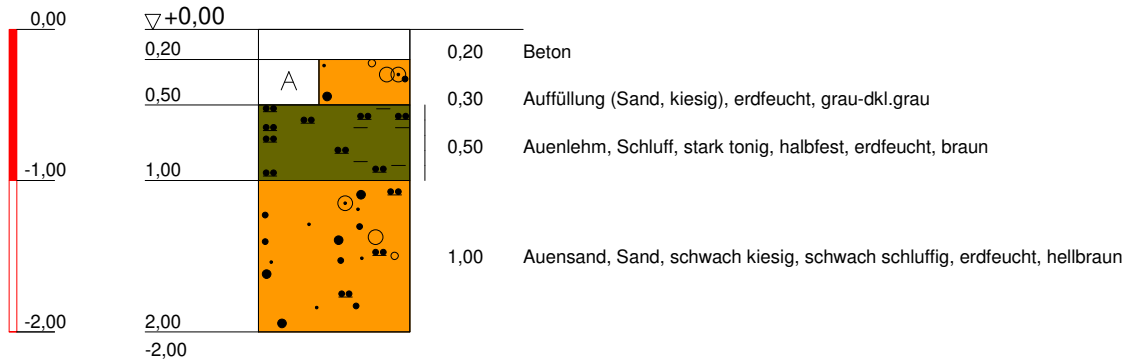 0,00
+0,00
0,20
0,20 Beton
A
0,50
0,30 Auffüllung (Sand, kiesig), erdfeucht, grau-dkl.grau
0,50 Auenlehm, Schluff, stark tonig, halbfest, erdfeucht, braun
-1,00
1,00
1,00 Auensand, Sand, schwach kiesig, schwach schluffig, erdfeucht, hellbraun
-2,00
2,00
-2,00